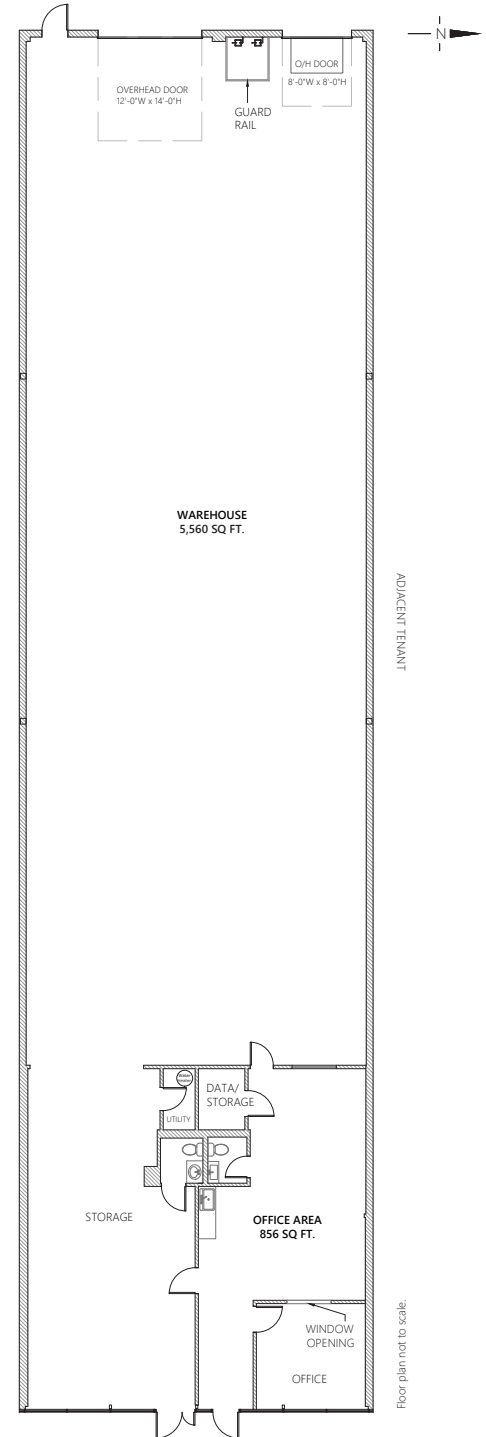 N
OVERHEAD DOOR
12'-0"W x 14'-0"H
O/H DOOR
8'-0"W x 8'-0"H
GUARD
RAIL
WAREHOUSE
5,560 SQ FT.
ADJACENT TENANT
DATA/
STORAGE
UTILITY
STORAGE
OFFICE AREA
856 SQ FT.
WINDOW
OPENING
OFFICE
Floor plan not to scale.